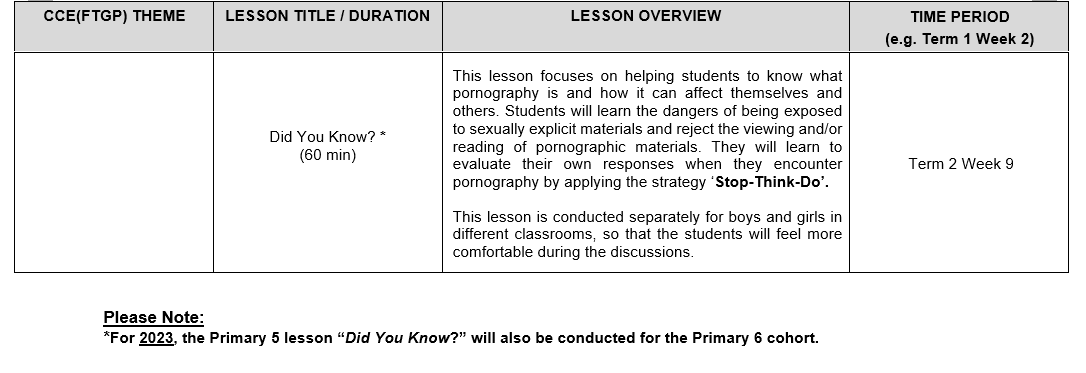 CCE(FTGP) THEME
LESSON TITLE / DURATION
LESSON OVERVIEW
TIME PERIOD
(e.g. Term 1 Week 2)
Did You Know? *
(60 min)
This lesson focuses on helping students to know what
pornography is and how it can affect themselves and
others. Students will learn the dangers of being exposed
to sexually explicit materials and reject the viewing and/or
reading of pornographic materials. They will learn to
evaluate their own responses when they encounter
pornography by applying the strategy ‘Stop-Think-Do’.
This lesson is conducted separately for boys and girls in
different classrooms, so that the students will feel more
comfortable during the discussions.
Term 2 Week 9
Please Note:
*For 2023, the Primary 5 lesson “Did You Know?” will also be conducted for the Primary 6 cohort.